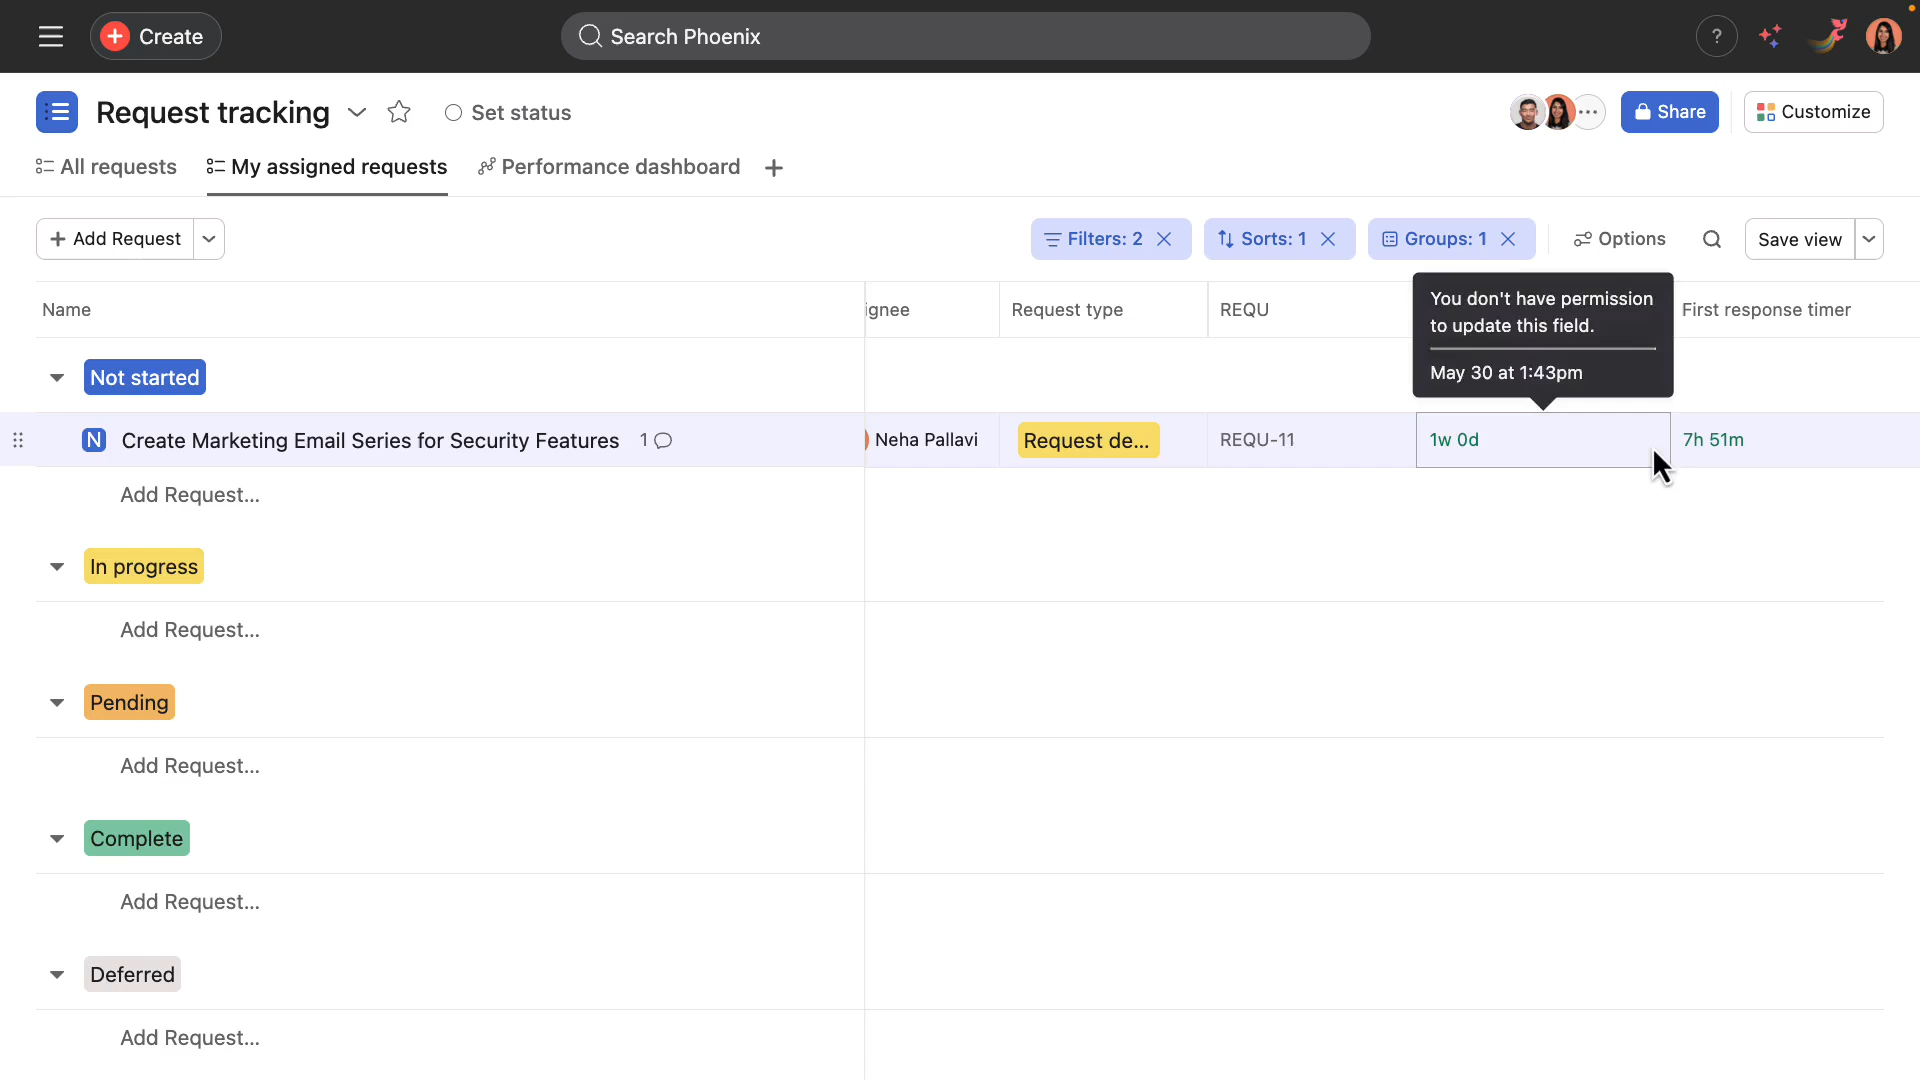 Create
Search Phoenix
?
Request tracking
Set status
Share
Customize
All requests
My assigned requests
Performance dashboard
Add Request
Filters: 2
Sorts: 1
Groups: 1
Options
Save view
Name
ignee
Request type
REQU
First response timer
You don't have permission
to update this field.
May 30 at 1:43pm
Not started
N
Create Marketing Email Series for Security Features
1
Neha Pallavi
Request de...
REQU-11
1w 0d
7h 51m
Add Request...
In progress
Add Request...
Pending
Add Request...
Complete
Add Request...
Deferred
Add Request...